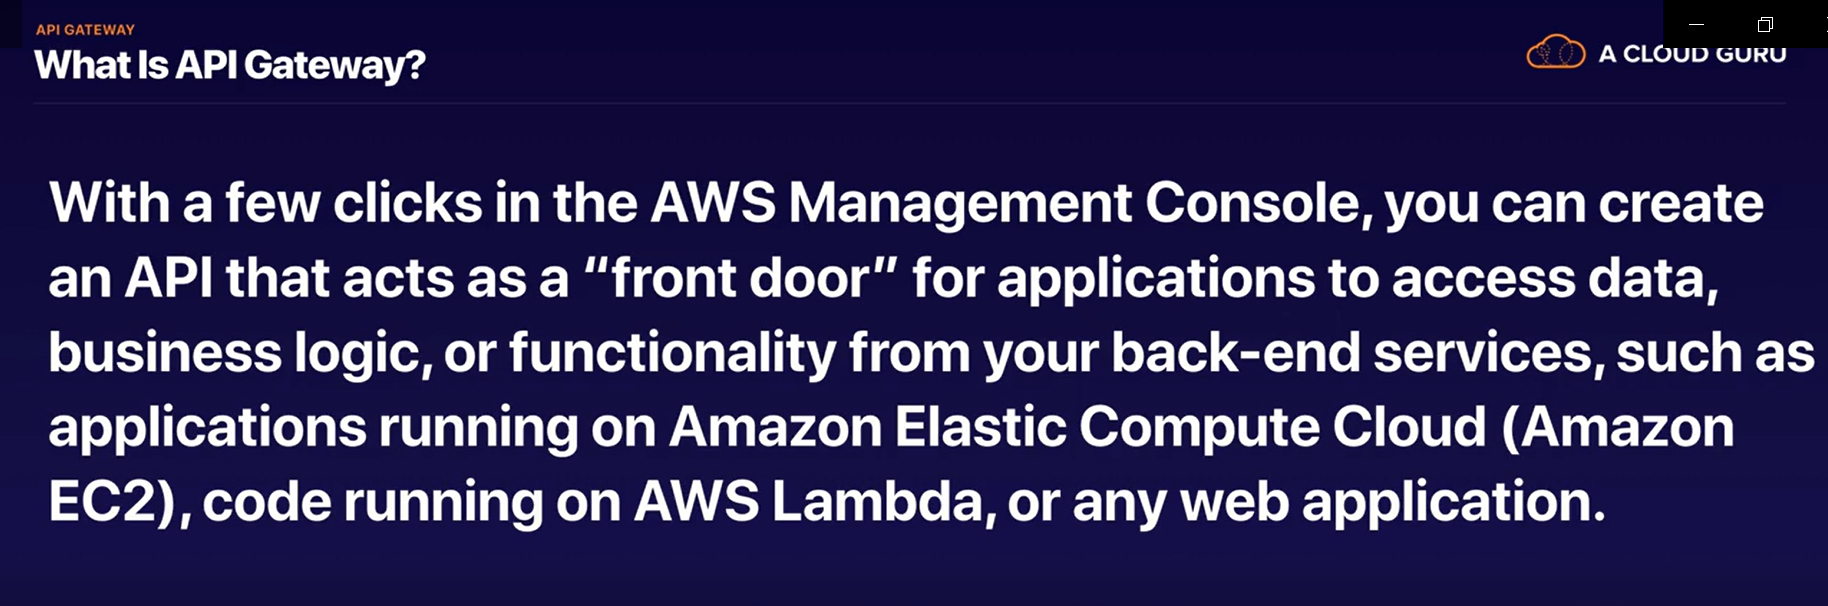 API GATEWAY
What Is API Gateway?
A CLOUD GURU
With a few clicks in the AWS Management Console, you can create
an API that acts as a “front door” for applications to access data,
business logic, or functionality from your back-end services, such as
applications running on Amazon Elastic Compute Cloud (Amazon
EC2), code running on AWS Lambda, or any web application.